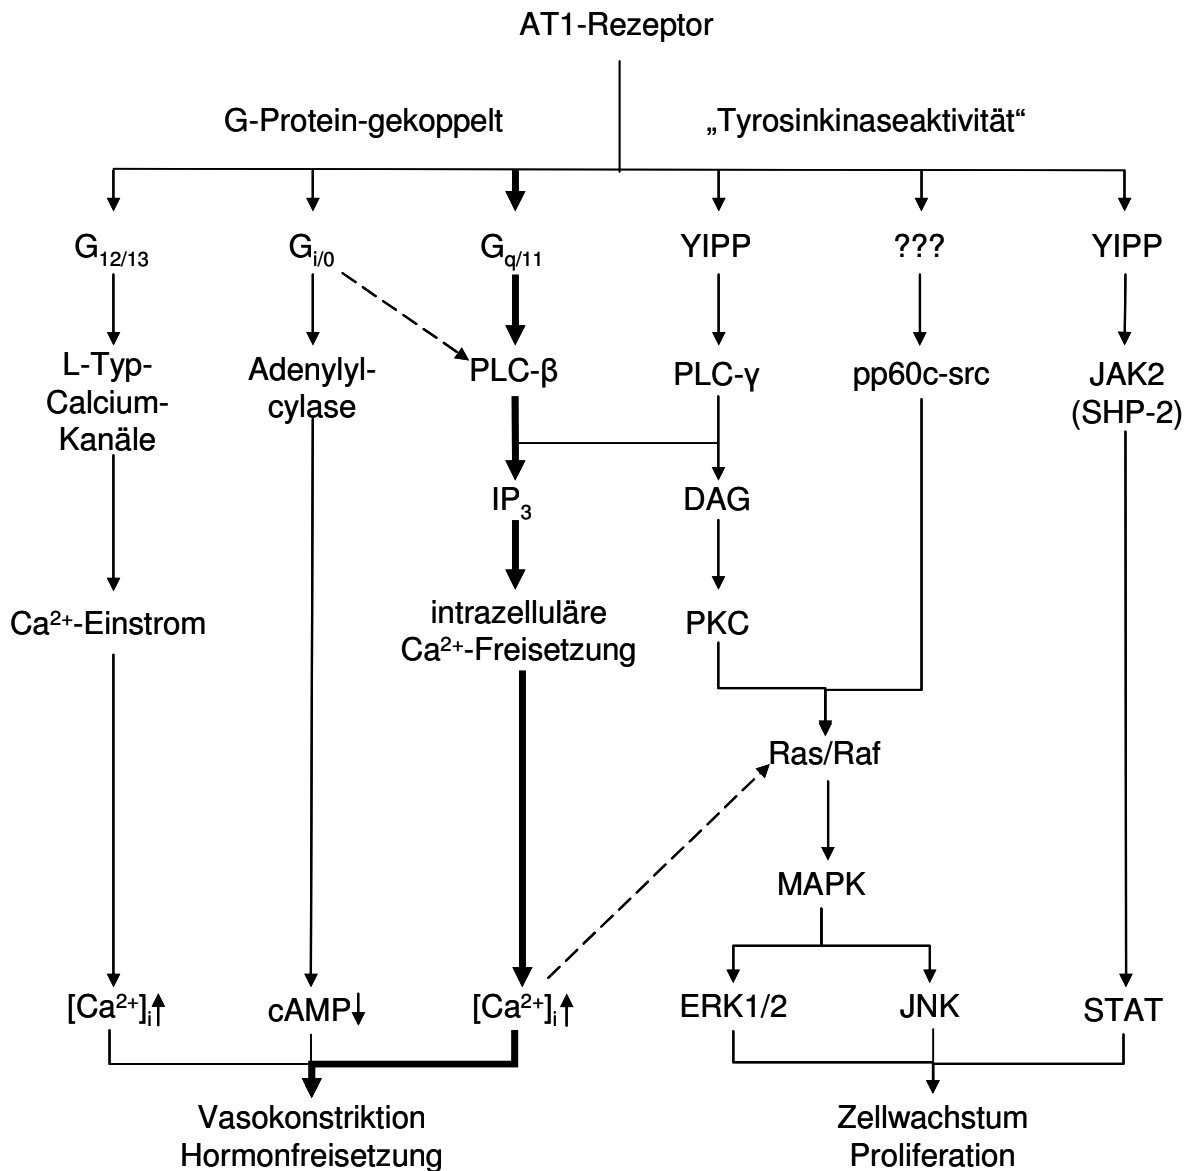 AT1-Rezeptor
G-Protein-gekoppelt
„Tyrosinkinaseaktivität“
G12/13
Gi/0
Gq/11
YIPP
???
YIPP
L-Typ-
Calcium-
Kanäle
Adenylyl-
cylase
PLC-β
PLC-γ
pp60c-src
JAK2
(SHP-2)
IP3
DAG
Ca²⁺-Einstrom
intrazelluläre
Ca²⁺-Freisetzung
PKC
Ras/Raf
MAPK
[Ca²⁺]i↑
cAMP↓
[Ca²⁺]i↑
ERK1/2
JNK
STAT
Vasokonstriktion
Hormonfreisetzung
Zellwachstum
Proliferation